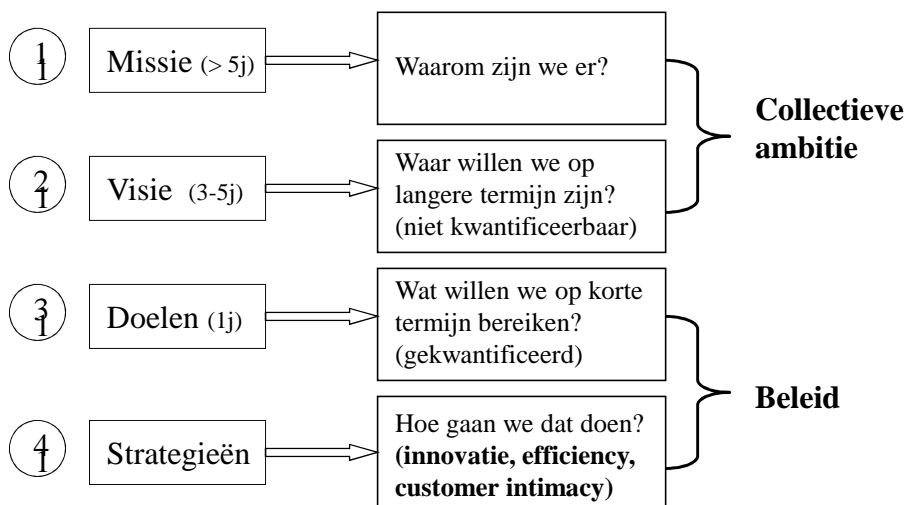 1
1
Missie (> 5j)
Waarom zijn we er?
Collectieve
ambitie
2
1
Visie (3-5j)
Waar willen we op
langere termijn zijn?
(niet kwantificeerbaar)
3
1
Doelen (1j)
Wat willen we op korte
termijn bereiken?
(gekwantificeerd)
Beleid
4
1
Strategieën
Hoe gaan we dat doen?
(innovatie, efficiency,
customer intimacy)